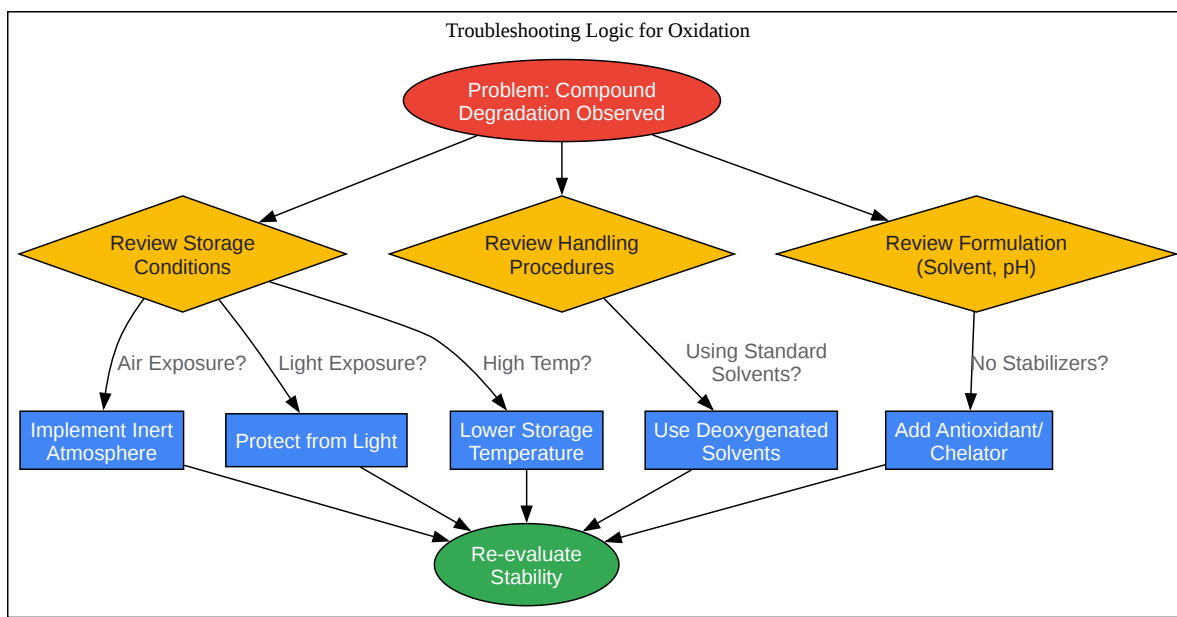 Troubleshooting Logic for Oxidation
Problem: Compound
Degradation Observed
Review Storage
Conditions
Review Handling
Procedures
Review Formulation
(Solvent, pH)
Air Exposure?
Light Exposure?
High Temp?
Using Standard
Solvents?
No Stabilizers?
Implement Inert
Atmosphere
Protect from Light
Lower Storage
Temperature
Use Deoxygenated
Solvents
Add Antioxidant/
Chelator
Re-evaluate
Stability